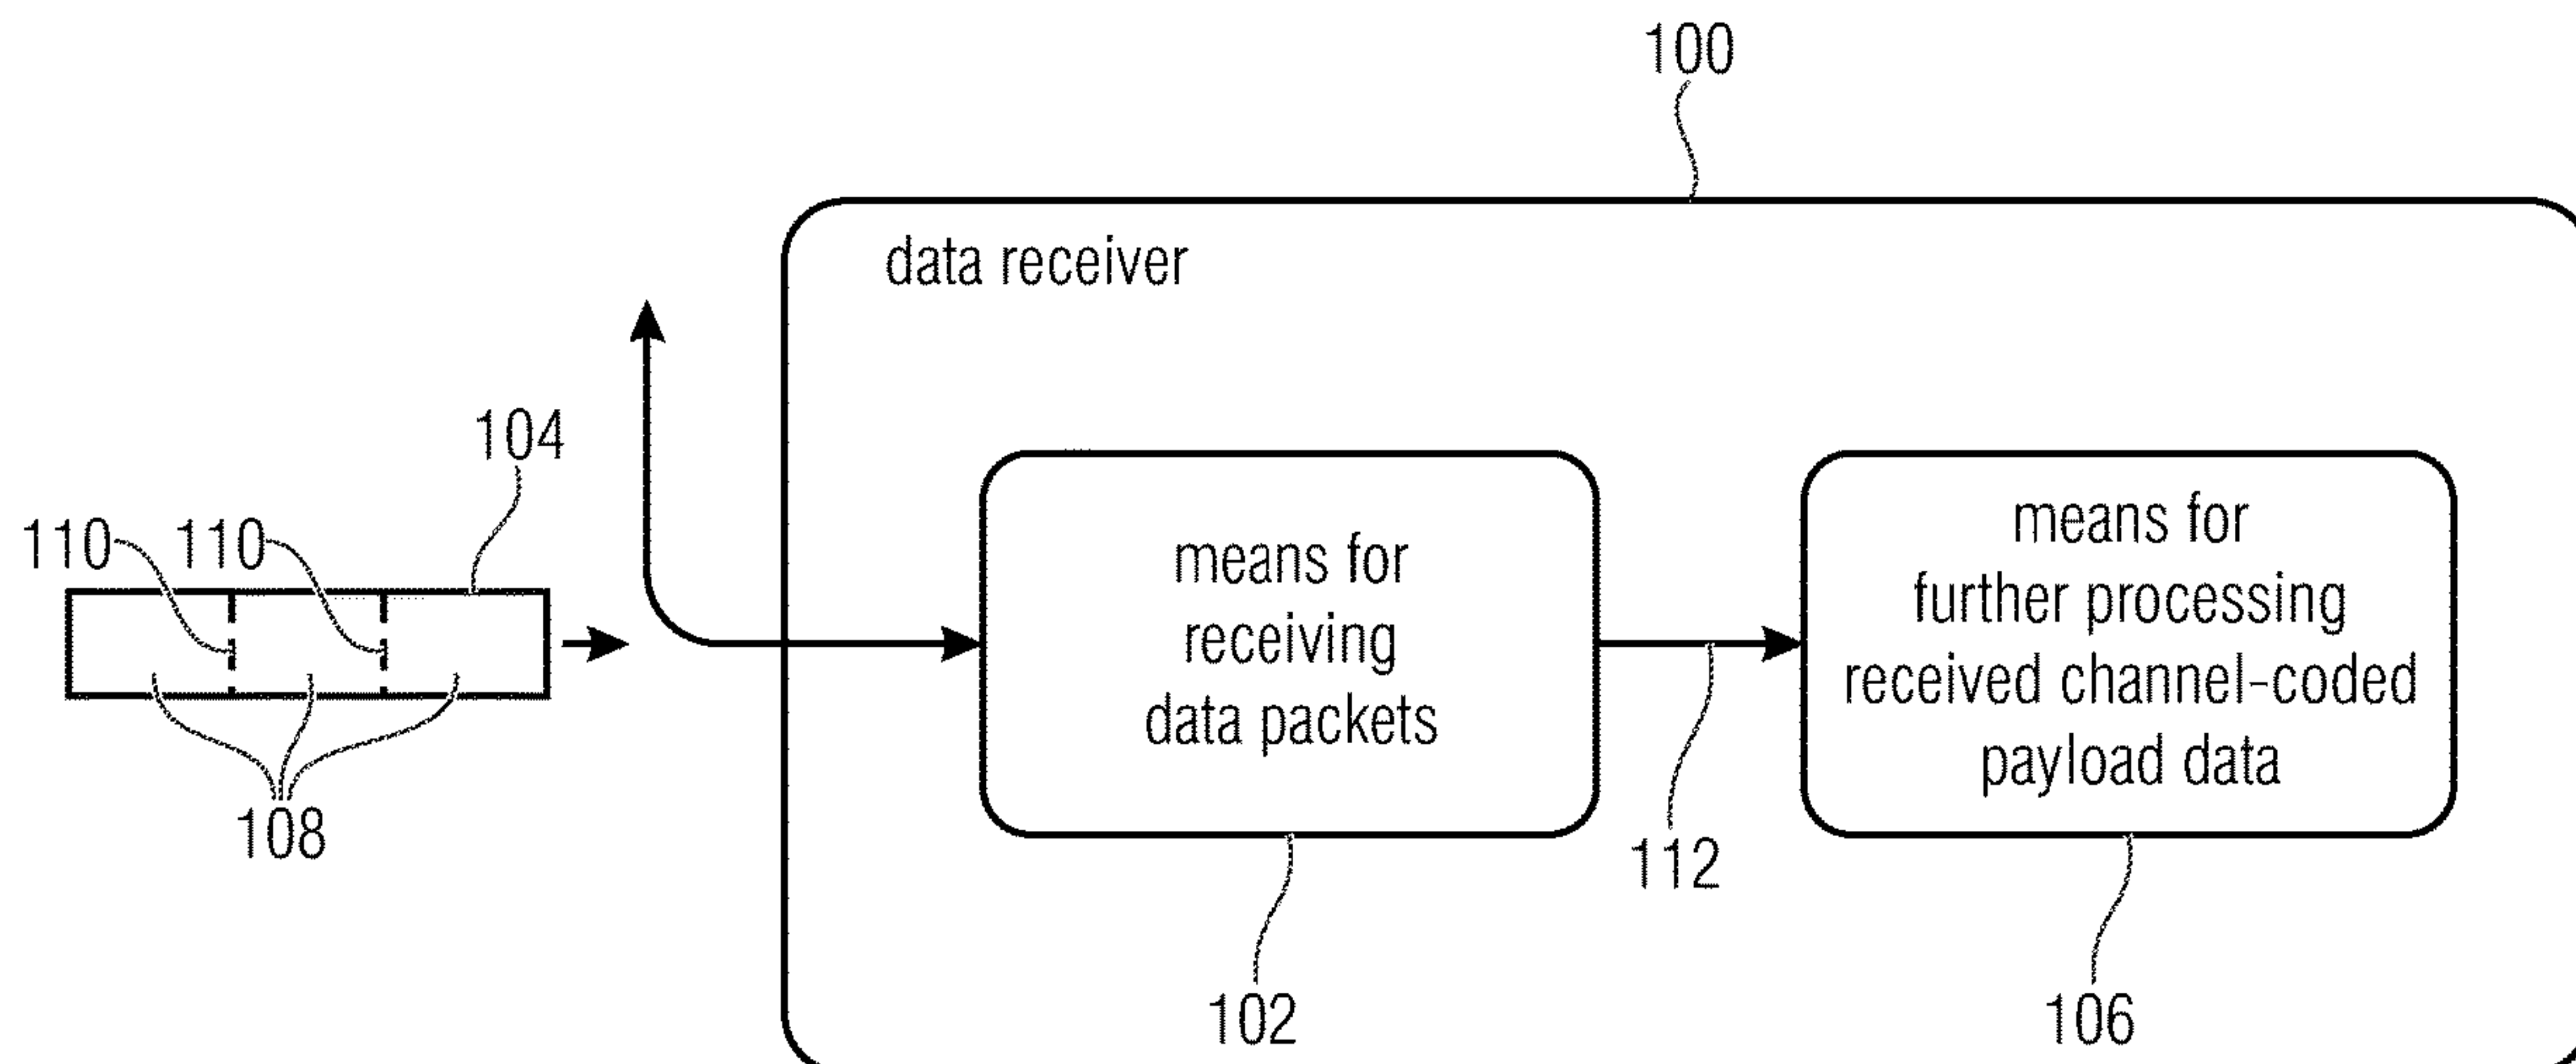 100
data receiver
104
110 110
means for
receiving
data packets
means for
further processing
received channel-coded
payload data
108
112
102
106